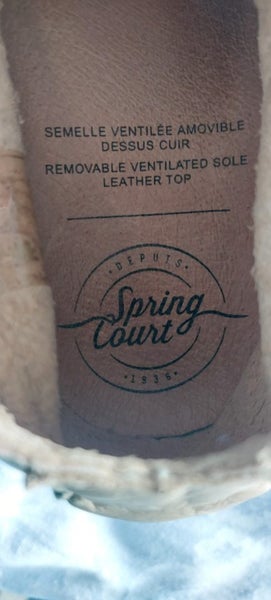 SEMELLE VENTILÉE AMOVIBLE
DESSUS CUIR
REMOVABLE VENTILATED SOLE
LEATHER TOP
· DEPUIS ·
Spring
Court
· 1936 ·